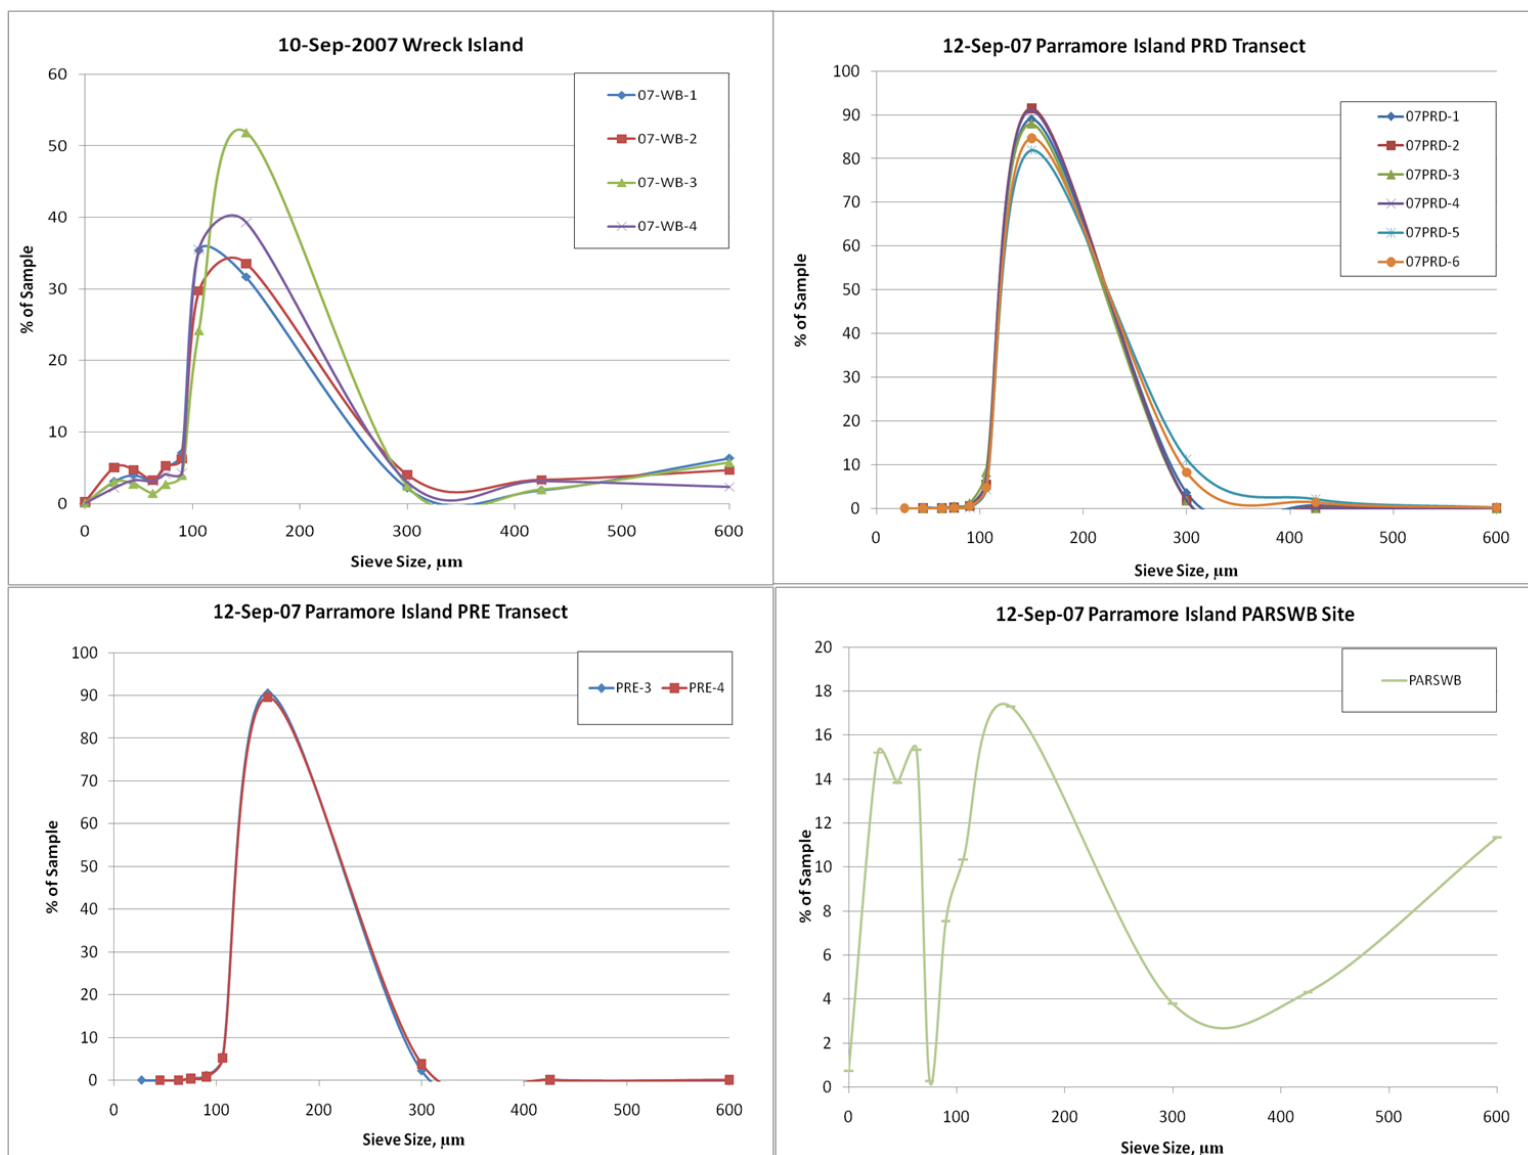 10-Sep-2007 Wreck Island
60
50
40
30
20
10
0
% of Sample
0 100 200 300 400 500 600
Sieve Size, µm
07-WB-1
07-WB-2
07-WB-3
07-WB-4
12-Sep-07 Parramore Island PRD Transect
100
90
80
70
60
50
40
30
20
10
0
% of Sample
0 100 200 300 400 500 600
Sieve Size, µm
07PRD-1
07PRD-2
07PRD-3
07PRD-4
07PRD-5
07PRD-6
12-Sep-07 Parramore Island PRE Transect
100
90
80
70
60
50
40
30
20
10
0
% of Sample
0 100 200 300 400 500 600
Sieve Size, µm
PRE-3 PRE-4
12-Sep-07 Parramore Island PARSWB Site
20
18
16
14
12
10
8
6
4
2
0
% of Sample
0 100 200 300 400 500 600
Sieve Size, µm
PARSWB